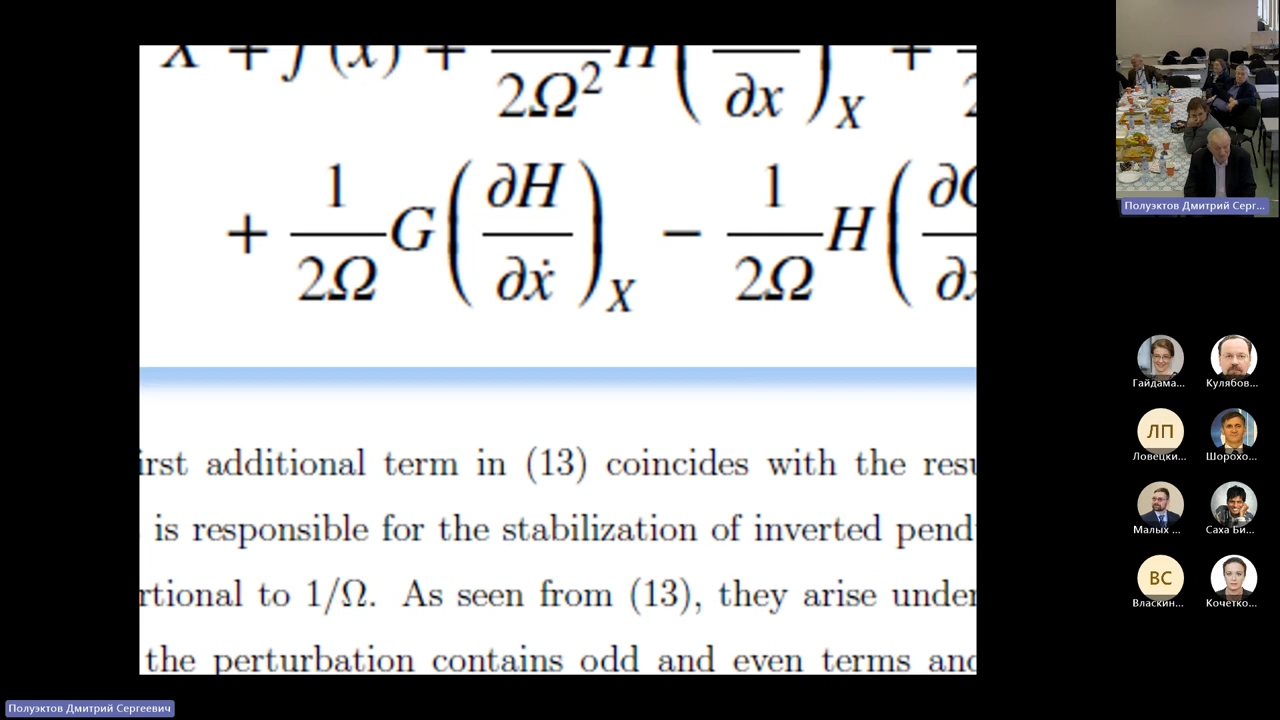 Ẍ + f (x) + 1/2Ω² H (∂H/∂x)_X +
+ 1/2Ω G (∂H/∂ẋ)_X − 1/2Ω H (∂G/∂
irst additional term in (13) coincides with the resu
is responsible for the stabilization of inverted pend
rtional to 1/Ω. As seen from (13), they arise under
the perturbation contains odd and even terms and
Полуэктов Дмитрий Серг...
Гайдама...
Кулябов...
ЛП
Ловецки...
Шорохо...
Малых ...
Саха Би...
ВС
Власкин...
Кочетко...
Полуэктов Дмитрий Сергеевич